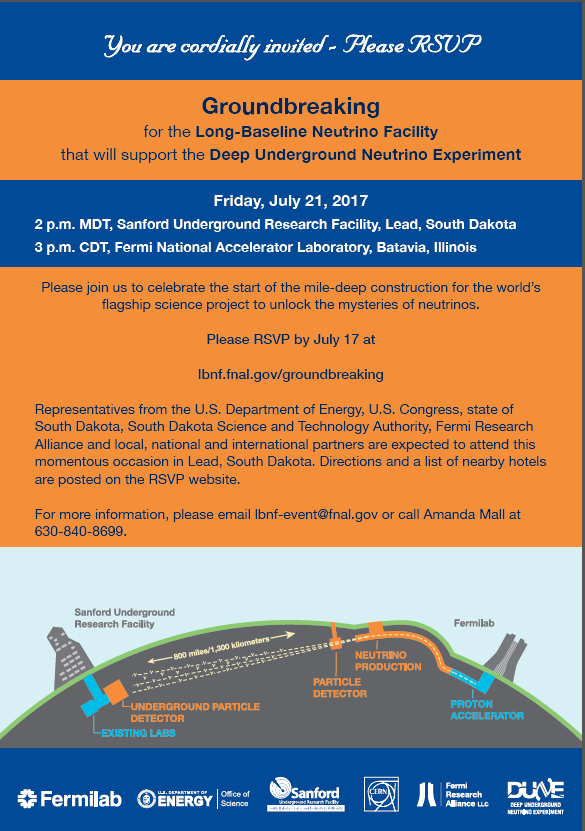 You are cordially invited - Please RSVP
Groundbreaking
for the Long-Baseline Neutrino Facility
that will support the Deep Underground Neutrino Experiment
Friday, July 21, 2017
2 p.m. MDT, Sanford Underground Research Facility, Lead, South Dakota
3 p.m. CDT, Fermi National Accelerator Laboratory, Batavia, Illinois
Please join us to celebrate the start of the mile-deep construction for the world's
flagship science project to unlock the mysteries of neutrinos.
Please RSVP by July 17 at
lbnf.fnal.gov/groundbreaking
Representatives from the U.S. Department of Energy, U.S. Congress, state of
South Dakota, South Dakota Science and Technology Authority, Fermi Research
Alliance and local, national and international partners are expected to attend this
momentous occasion in Lead, South Dakota. Directions and a list of nearby hotels
are posted on the RSVP website.
For more information, please email lbnf-event@fnal.gov or call Amanda Mall at
630-840-8699.
Sanford Underground
Research Facility
Fermilab
800 miles/1,300 kilometers
NEUTRINO
PRODUCTION
PARTICLE
DETECTOR
UNDERGROUND PARTICLE
DETECTOR
PROTON
ACCELERATOR
EXISTING LABS
Fermilab
U.S. DEPARTMENT OF
ENERGY
Office of
Science
Sanford
Underground Research Facility
CERN
Fermi
Research
Alliance LLC
DUNE
DEEP UNDERGROUND
NEUTRINO EXPERIMENT